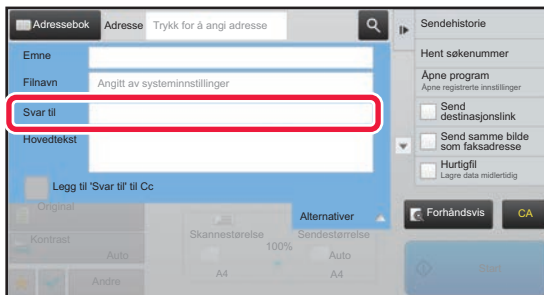 Adressebok
Adresse
Trykk for å angi adresse
Emne
Filnavn
Angitt av systeminnstillinger
Svar til
Hovedtekst
Legg til 'Svar til' til Cc
Original
Alternativer
Kontrast
Auto
Skannestørelse
100%
Sendestørrelse
Auto
A4
A4
Andre
Sendehistorie
Hent søkenummer
Åpne program
Åpne registrerte innstillinger
Send
destinasjonslink
Send samme bilde
som faksadresse
Hurtigfil
Lagre data midlertidig
Forhåndsvis
CA
Start